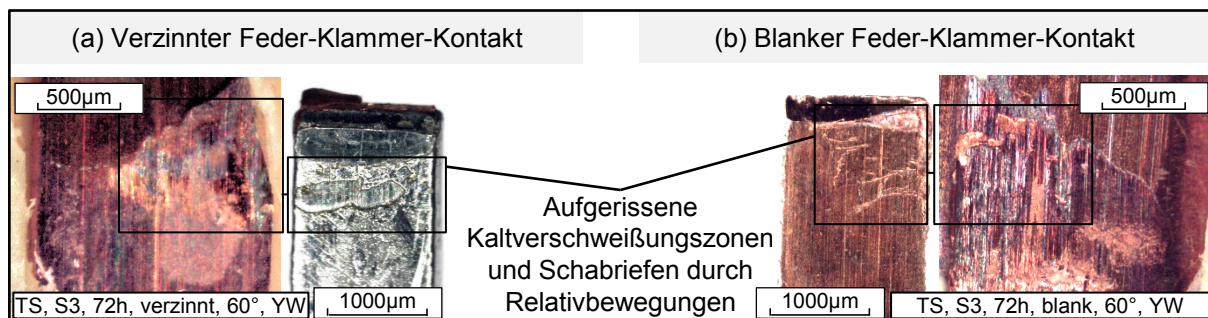 (a) Verzinnter Feder-Klammer-Kontakt
(b) Blanker Feder-Klammer-Kontakt
500µm
500µm
Aufgerissene
Kaltverschweißungszonen
und Schabriefen durch
Relativbewegungen
TS, S3, 72h, verzinnt, 60°, YW
1000µm
1000µm
TS, S3, 72h, blank, 60°, YW